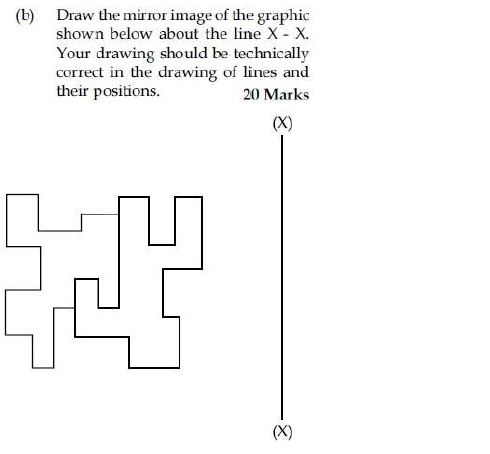 (b) Draw the mirror image of the graphic
shown below about the line X - X.
Your drawing should be technically
correct in the drawing of lines and
their positions. 20 Marks
(X)
(X)